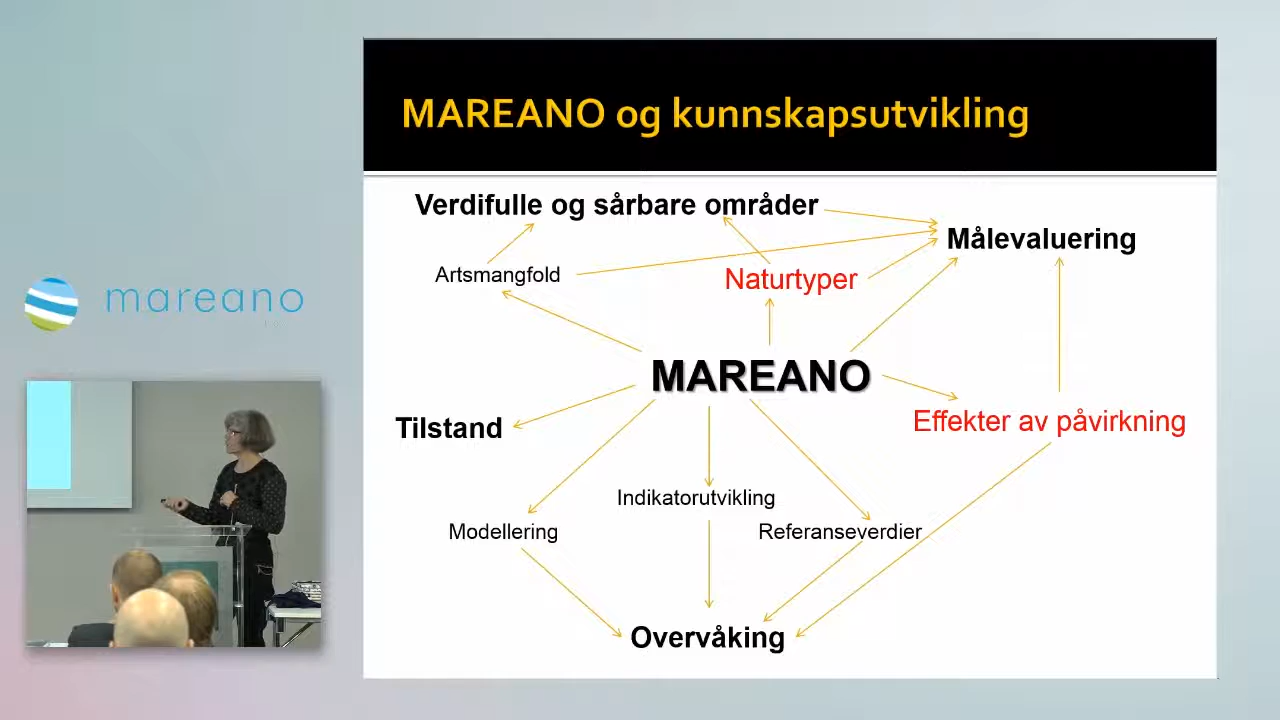 mareano
MAREANO og kunnskapsutvikling
Verdifulle og sårbare områder
Målevaluering
Artsmangfold
Naturtyper
MAREANO
Effekter av påvirkning
Tilstand
Indikatorutvikling
Modellering
Referanseverdier
Overvåking